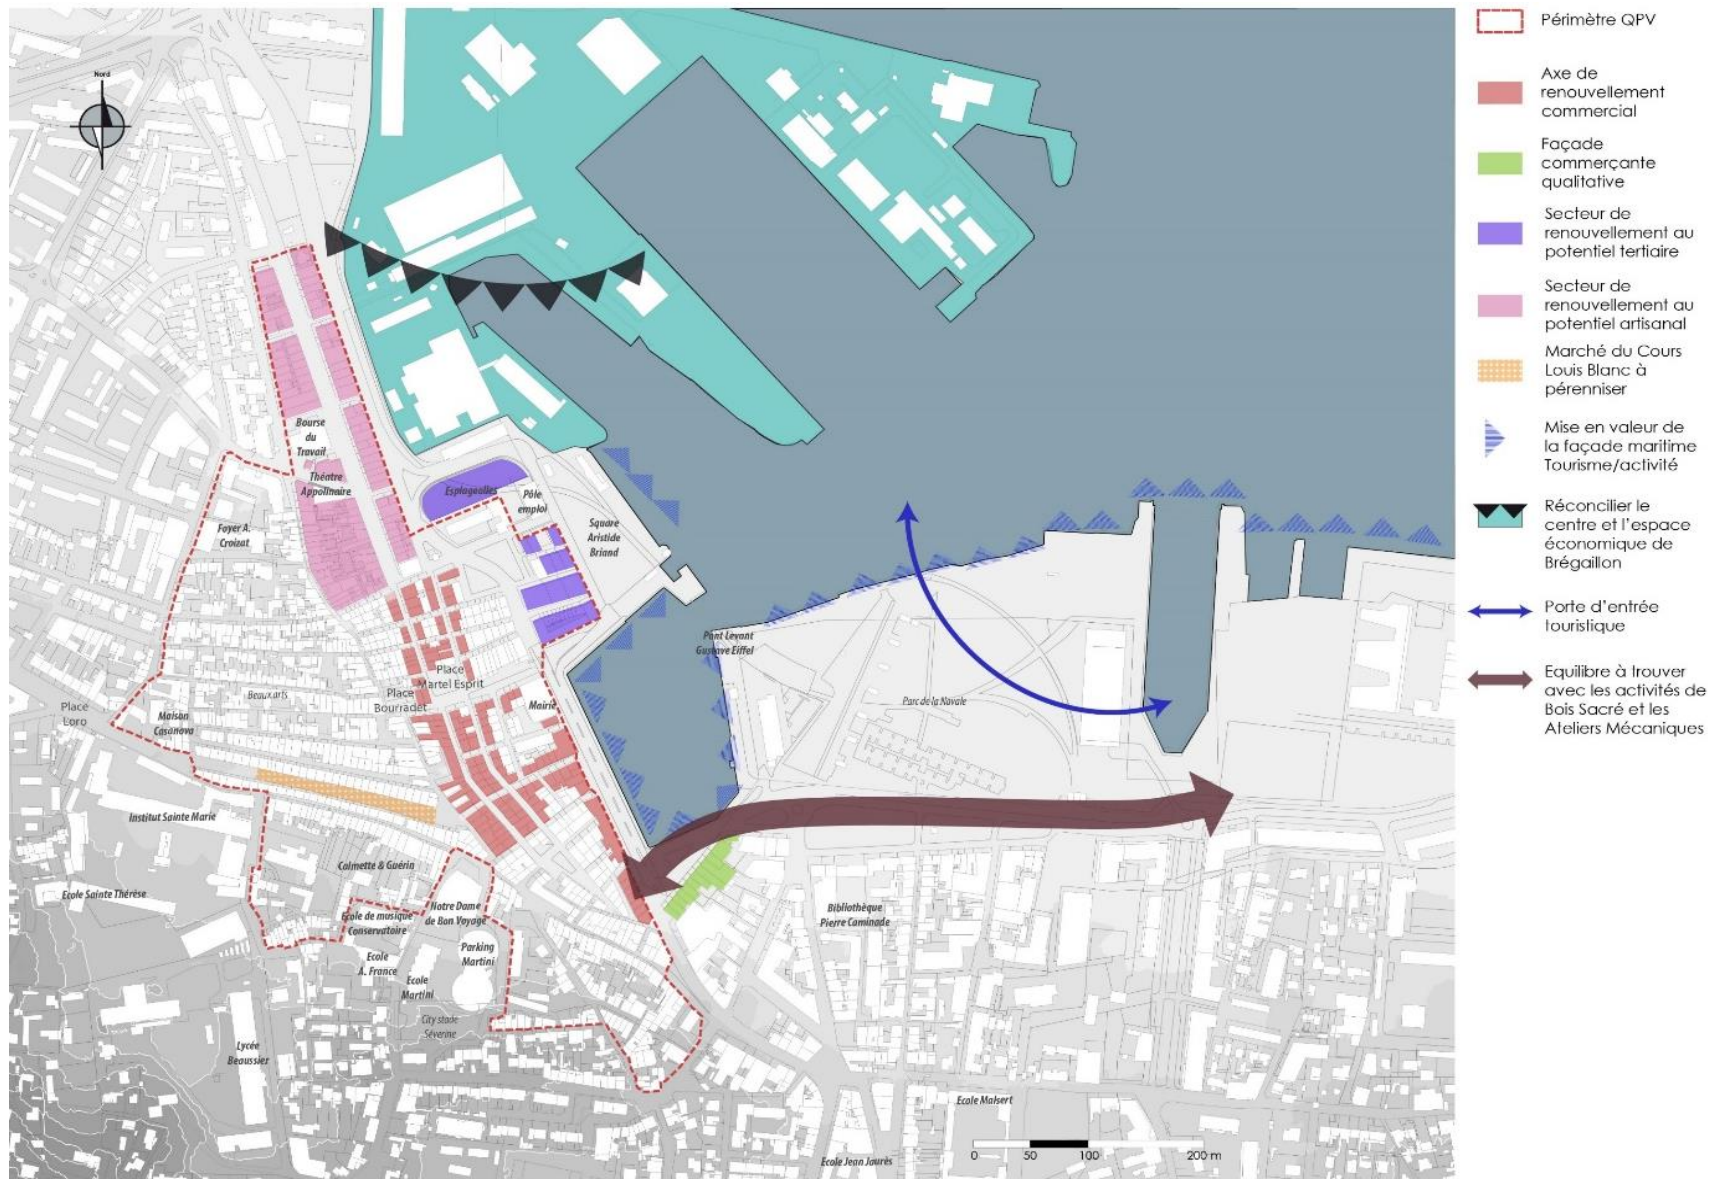 Nord
Bourse
du
Travail
Théatre
Appolinaire
Esplageolles
Pôle
emploi
Foyer A.
Croizat
Square
Aristide
Briand
Pont Levant
Gustave Eiffel
Place
Martel Esprit
Beaux arts
Place
Bourradet
Mairie
Parc de la Navale
Place
Loro
Maison
Casanova
Institut Sainte Marie
Calmette & Guérin
Ecole Sainte Thérèse
Notre Dame
de Bon Voyage
Ecole de musique
Conservatoire
Bibliothèque
Pierre Caminade
Parking
Martini
Ecole
A. France
Ecole
Martini
City stade
Séverine
Lycée
Beaussier
Ecole Malsert
Ecole Jean Jaurès
0 50 100 200 m
Périmètre QPV
Axe de
renouvellement
commercial
Façade
commerçante
qualitative
Secteur de
renouvellement au
potentiel tertiaire
Secteur de
renouvellement au
potentiel artisanal
Marché du Cours
Louis Blanc à
pérenniser
Mise en valeur de
la façade maritime
Tourisme/activité
Réconcilier le
centre et l'espace
économique de
Brégaillon
Porte d'entrée
touristique
Equilibre à trouver
avec les activités de
Bois Sacré et les
Ateliers Mécaniques